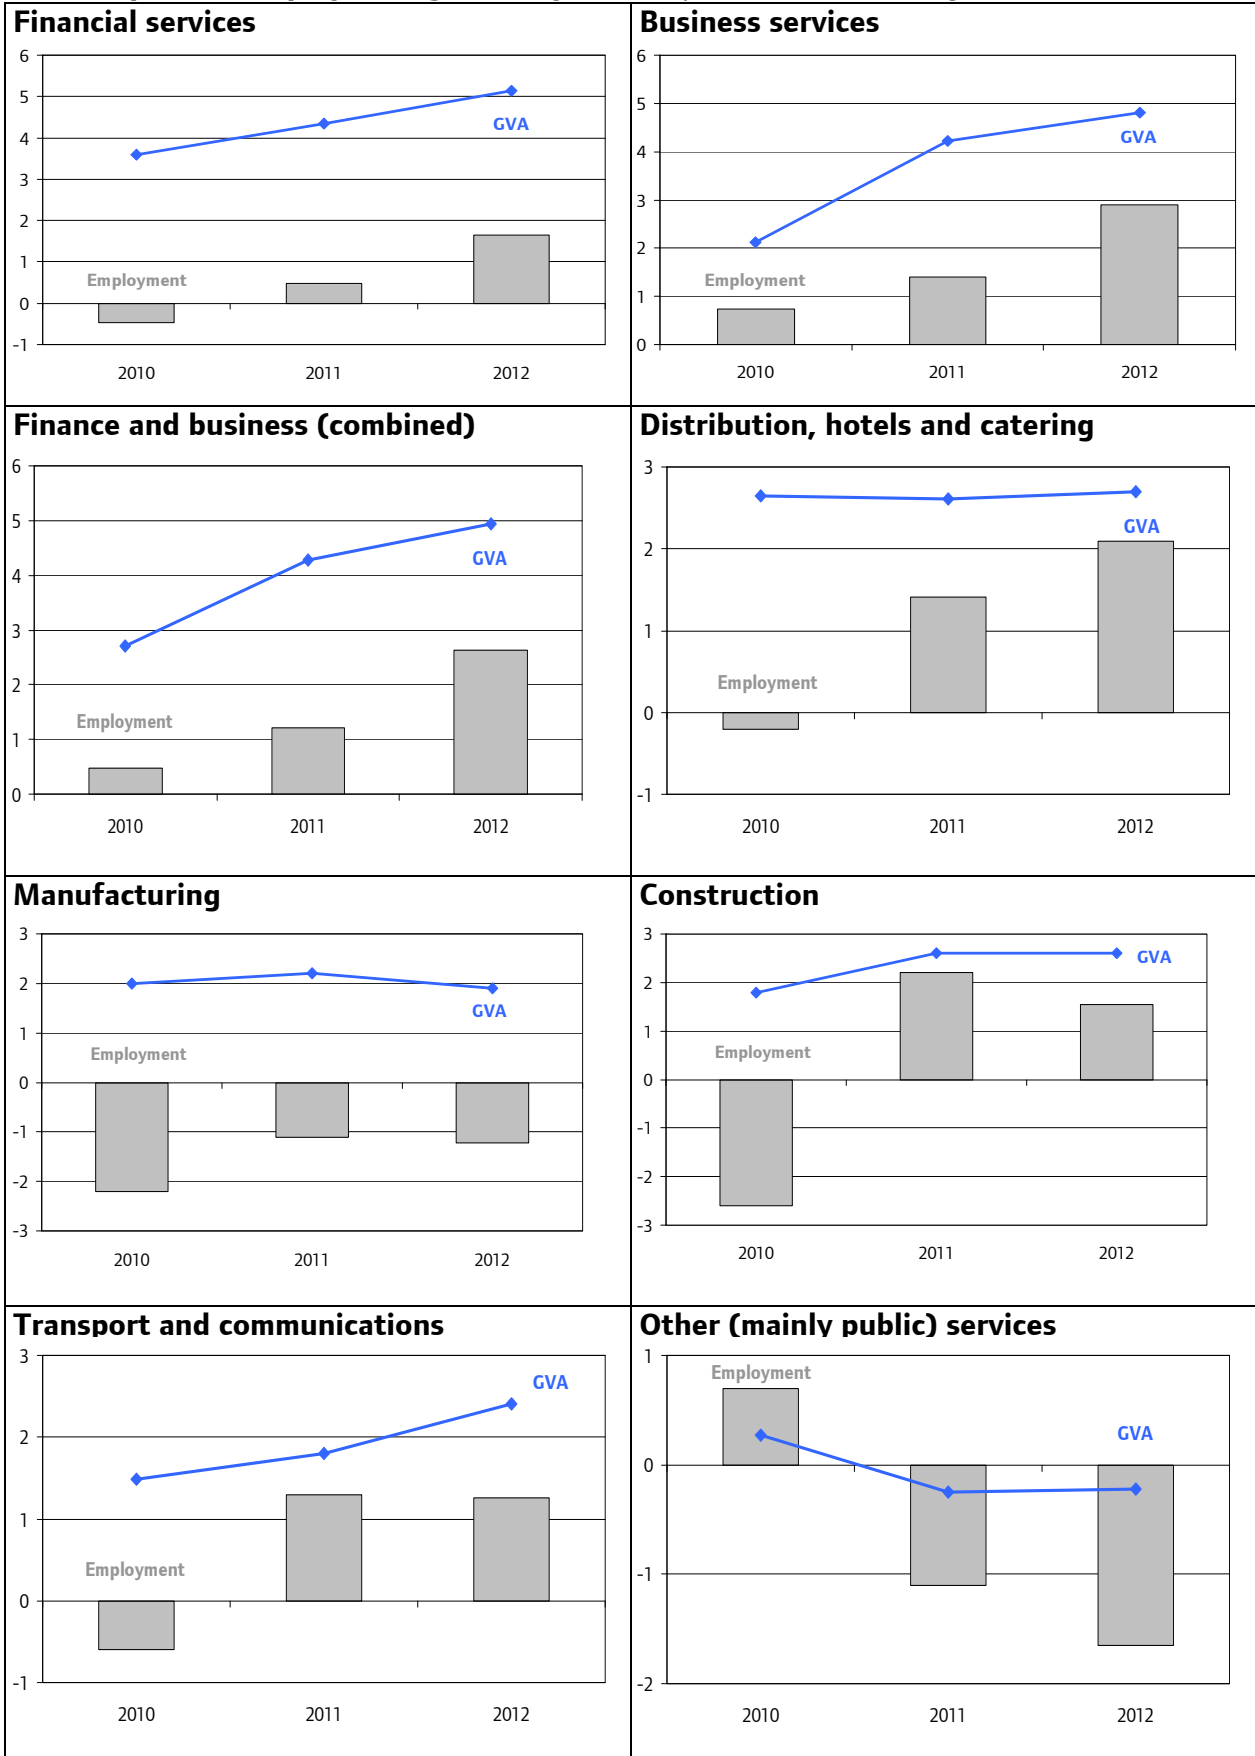 Financial services
6
5
4
3
2
1
0
-1
GVA
Employment
2010 2011 2012
Business services
6
5
4
3
2
1
0
GVA
Employment
2010 2011 2012
Finance and business (combined)
6
5
4
3
2
1
0
GVA
Employment
2010 2011 2012
Distribution, hotels and catering
3
2
1
0
-1
GVA
Employment
2010 2011 2012
Manufacturing
3
2
1
0
-1
-2
-3
GVA
Employment
2010 2011 2012
Construction
3
2
1
0
-1
-2
-3
GVA
Employment
2010 2011 2012
Transport and communications
3
2
1
0
-1
GVA
Employment
2010 2011 2012
Other (mainly public) services
1
0
-1
-2
Employment
GVA
2010 2011 2012